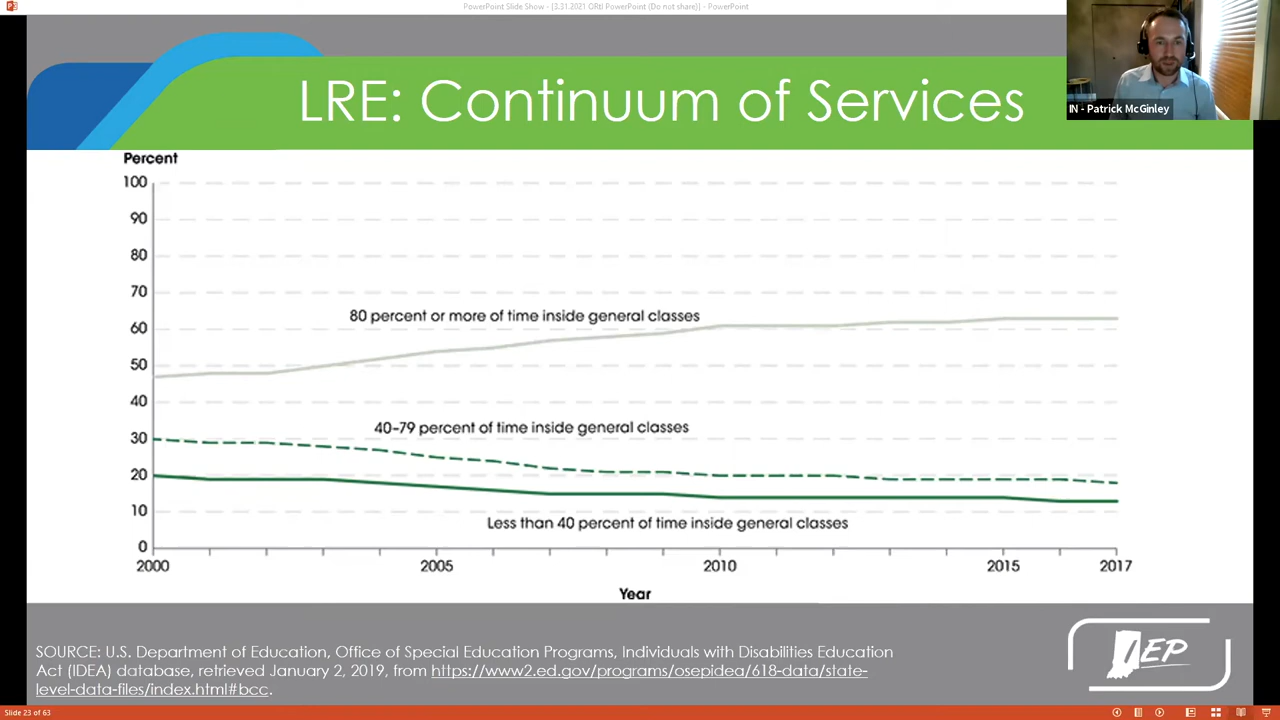 PowerPoint Slide Show - [3.31.2021 GRtI PowerPoint (Do not share)] - PowerPoint
LRE: Continuum of Services
IN - Patrick McGinley
Percent
100
90
80
70
80 percent or more of time inside general classes
60
50
40
40–79 percent of time inside general classes
30
20
10
Less than 40 percent of time inside general classes
0
2000 2005 2010 2015 2017
Year
SOURCE: U.S. Department of Education, Office of Special Education Programs, Individuals with Disabilities Education
Act (IDEA) database, retrieved January 2, 2019, from https://www2.ed.gov/programs/osepidea/618-data/state-
level-data-files/index.html#bcc.
IEP
Slide 23 of 63